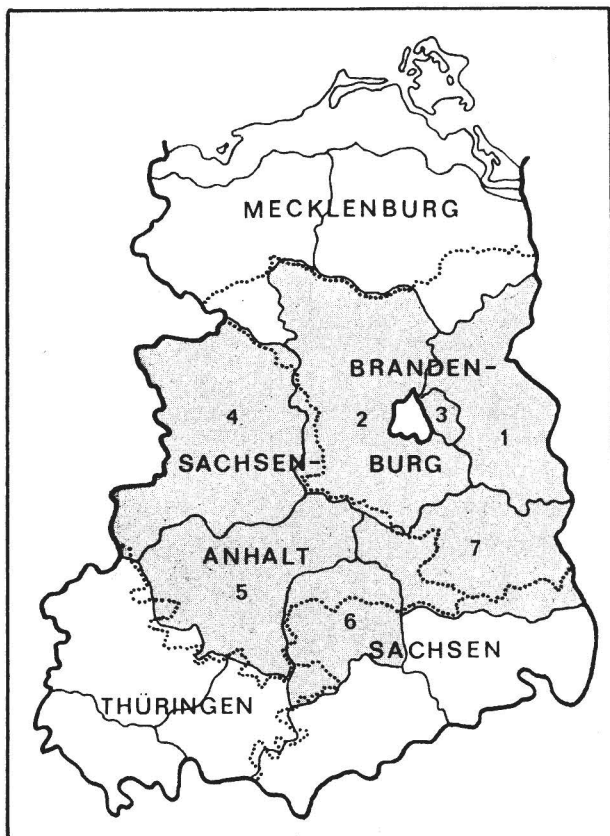 MECKLENBURG
BRANDEN-
4
2
3
1
SACHSEN-
BURG
ANHALT
7
5
6
SACHSEN
THÜRINGEN